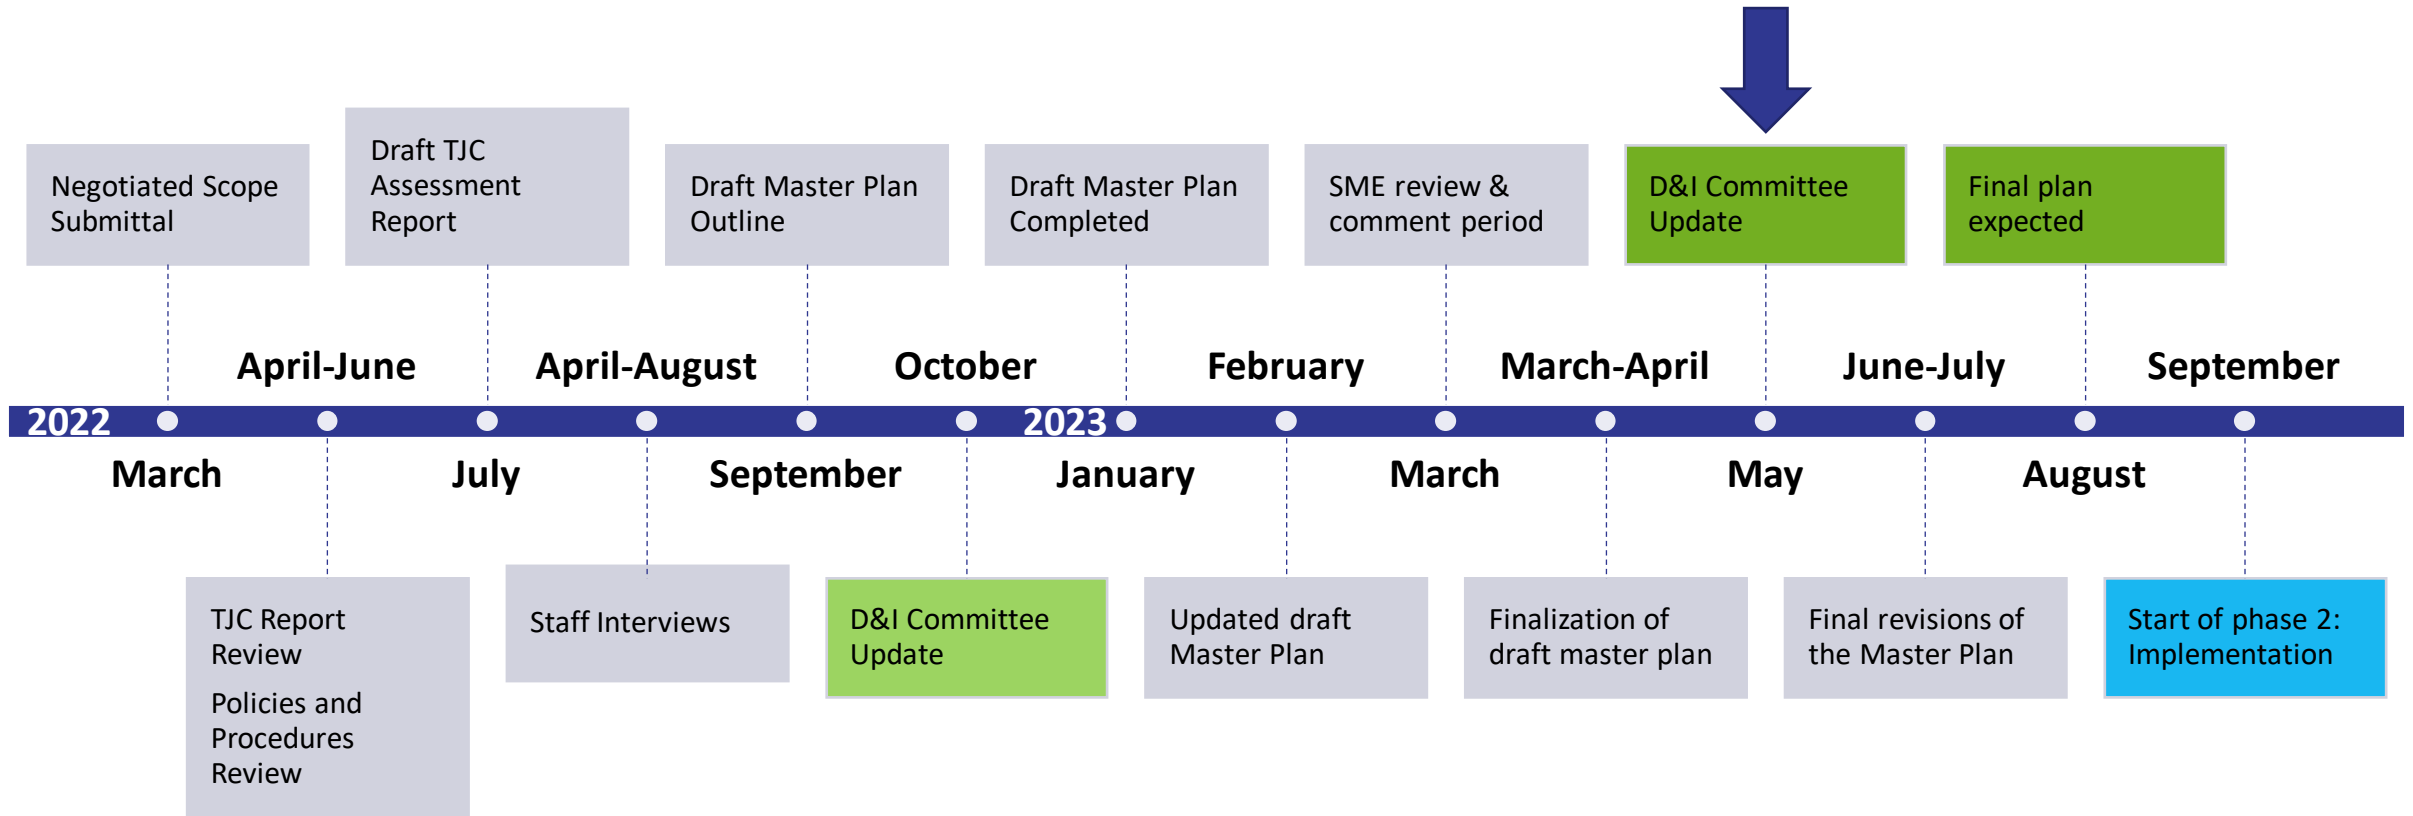 Negotiated Scope
Submittal
Draft TJC
Assessment
Report
Draft Master Plan
Outline
Draft Master Plan
Completed
SME review &
comment period
D&I Committee
Update
Final plan
expected
April-June
April-August
October
February
March-April
June-July
September
2022
2023
March
July
September
January
March
May
August
TJC Report
Review
Policies and
Procedures
Review
Staff Interviews
D&I Committee
Update
Updated draft
Master Plan
Finalization of
draft master plan
Final revisions of
the Master Plan
Start of phase 2:
Implementation